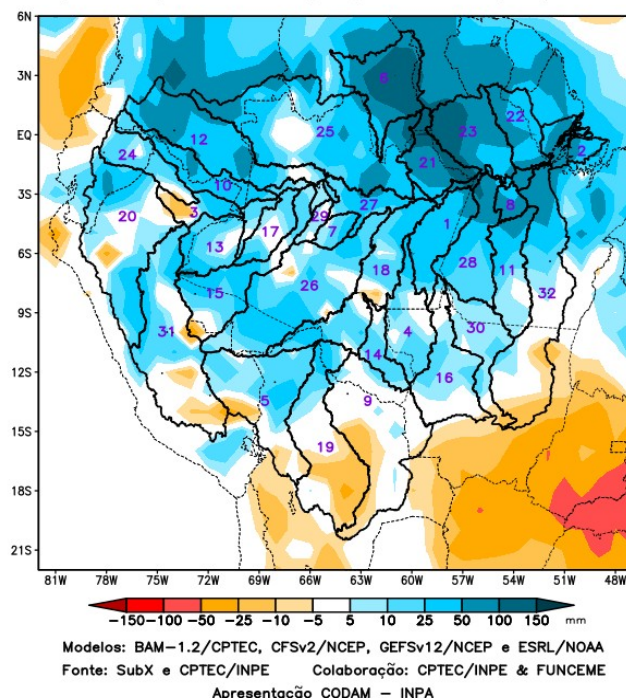 6N
3N
EQ
3S
6S
9S
12S
15S
18S
21S
6
12
25
23
22
2
24
21
10
20
3
29
27
8
17
7
1
13
18
28
11
15
26
32
31
4
30
14
16
5
9
19
81W 78W 75W 72W 69W 66W 63W 60W 57W 54W 51W 48W
-150 -100 -50 -25 -10 -5 5 10 25 50 100 150 mm
Modelos: BAM-1.2/CPTEC, CFSv2/NCEP, GEFSv12/NCEP e ESRL/NOAA
Fonte: SubX e CPTEC/INPE Colaboração: CPTEC/INPE & FUNCEME
Apresentação CODAM - INPA